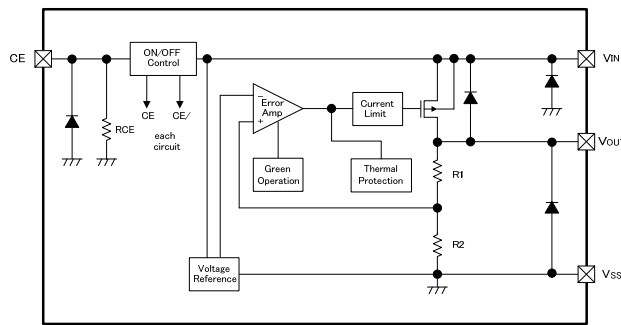 CE
ON/OFF
Control
VIN
CE
CE/
each
circuit
RCE
−
Error
Amp
+
Current
Limit
Green
Operation
Thermal
Protection
VOUT
R1
R2
Voltage
Reference
VSS